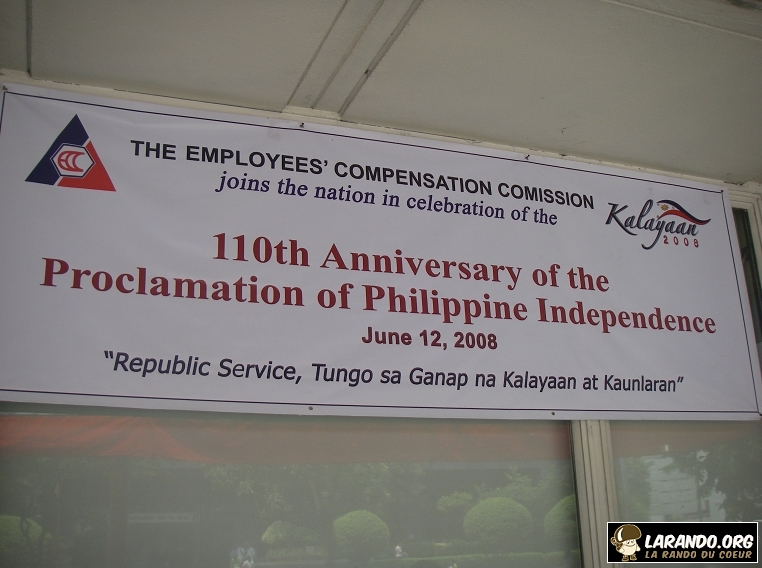 ECC
THE EMPLOYEES' COMPENSATION COMISSION
joins the nation in celebration of the
Kalayaan
2008
110th Anniversary of the
Proclamation of Philippine Independence
June 12, 2008
"Republic Service, Tungo sa Ganap na Kalayaan at Kaunlaran"
LARANDO.ORG
LA RANDO DU COEUR